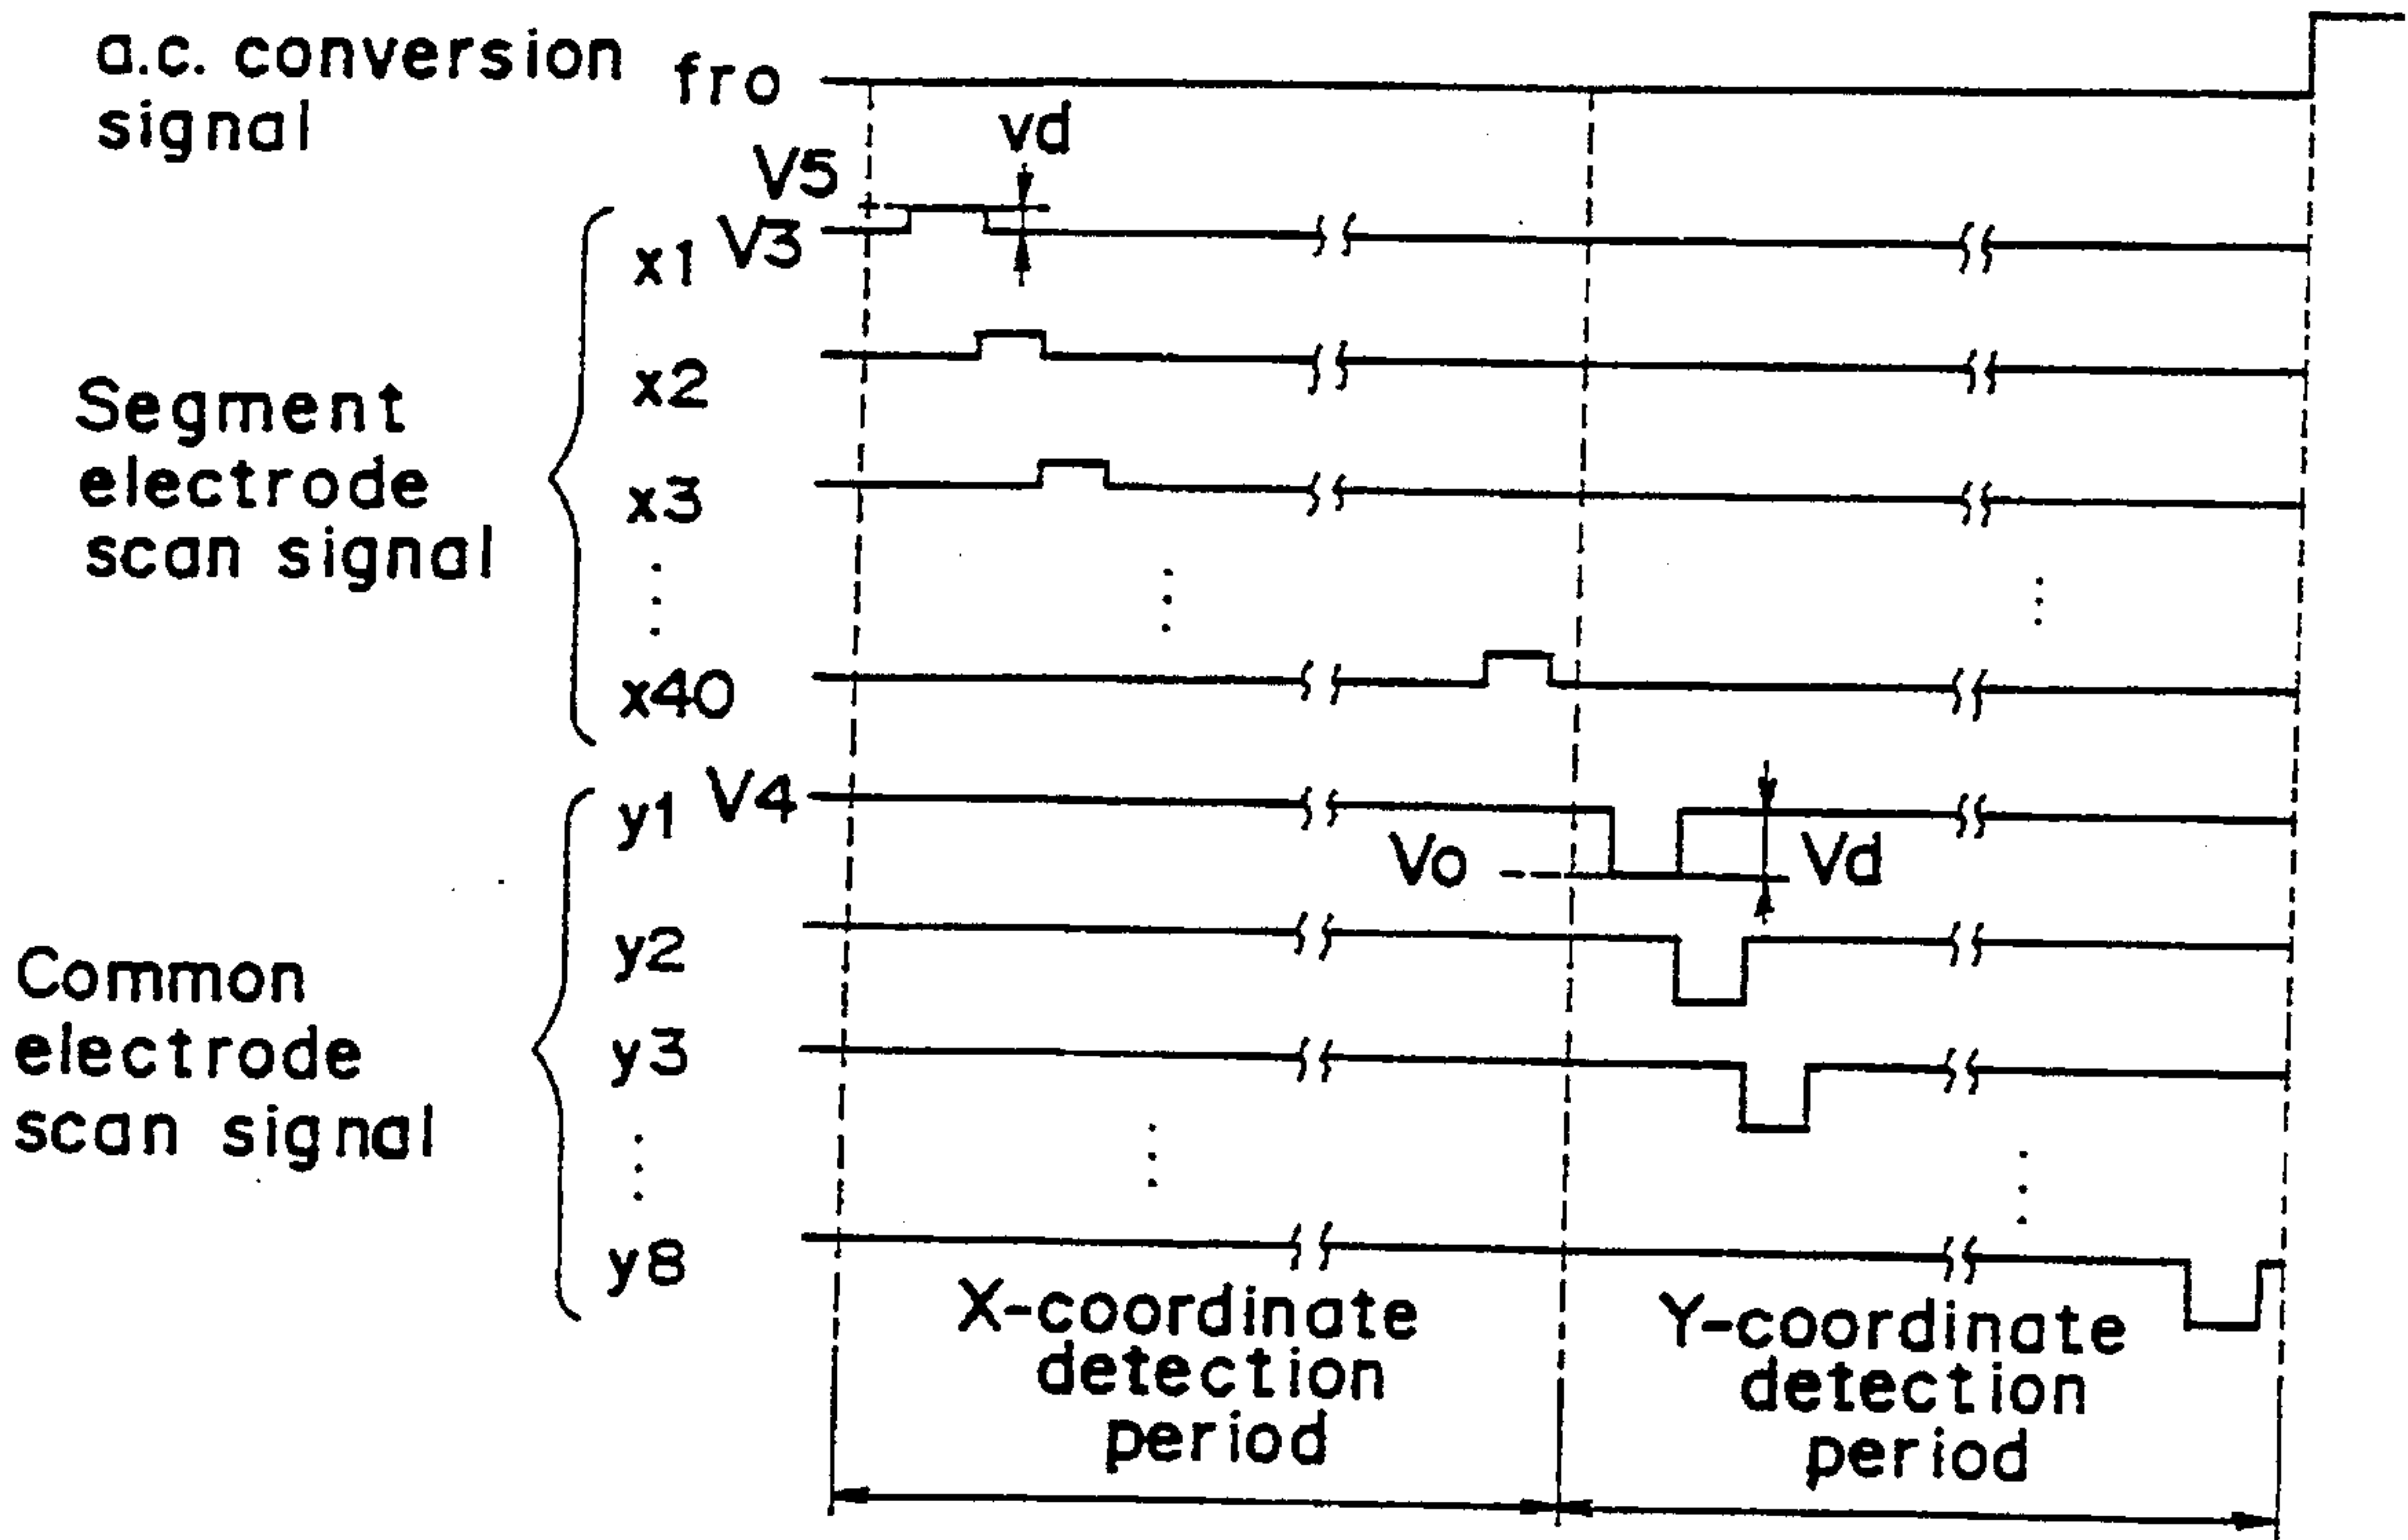 a.c. conversion
signal
fro
vd
V5
V3
x1
x2
Segment
electrode
scan signal
x3
x40
y1
V4
Vo
Vd
y2
Common
electrode
scan signal
y3
y8
X-coordinate
detection
period
Y-coordinate
detection
period